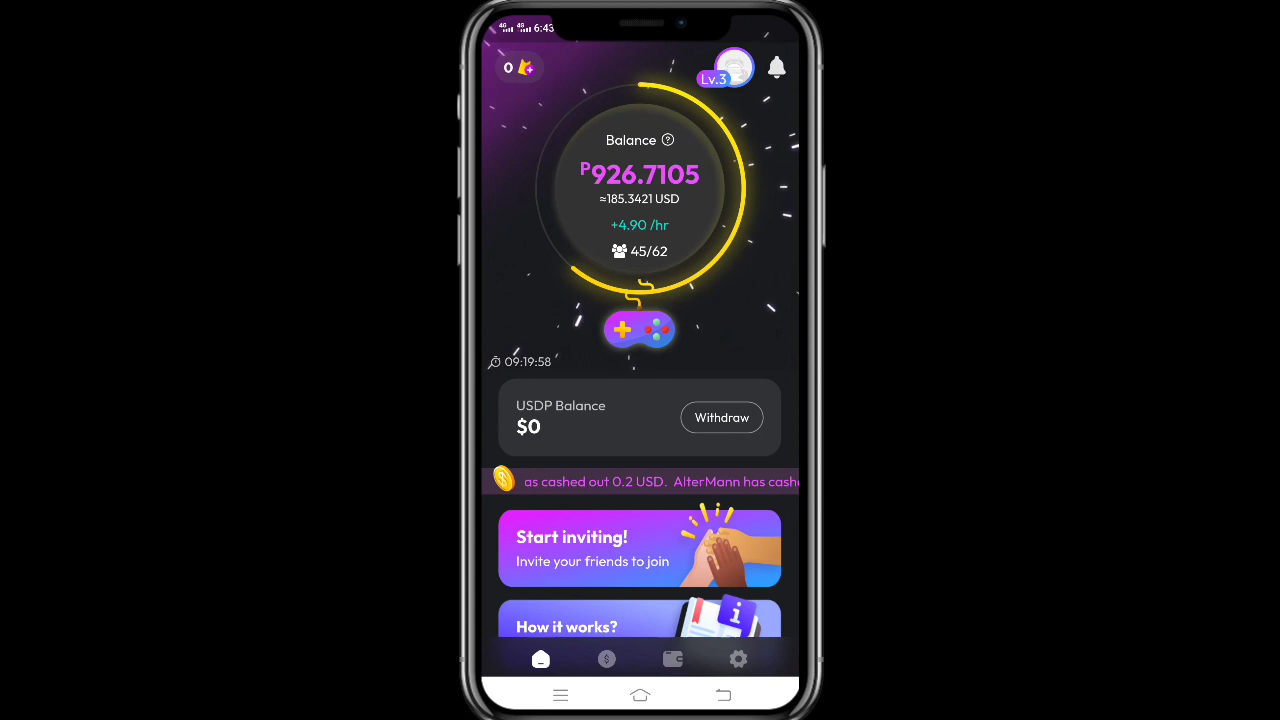 4G 4G 6:43
0
Lv.3
Balance ?
P926.7105
≈185.3421 USD
+4.90 /hr
45/62
09:19:58
USDP Balance
$0
Withdraw
as cashed out 0.2 USD. AlterMann has cash
Start inviting!
Invite your friends to join
How it works?